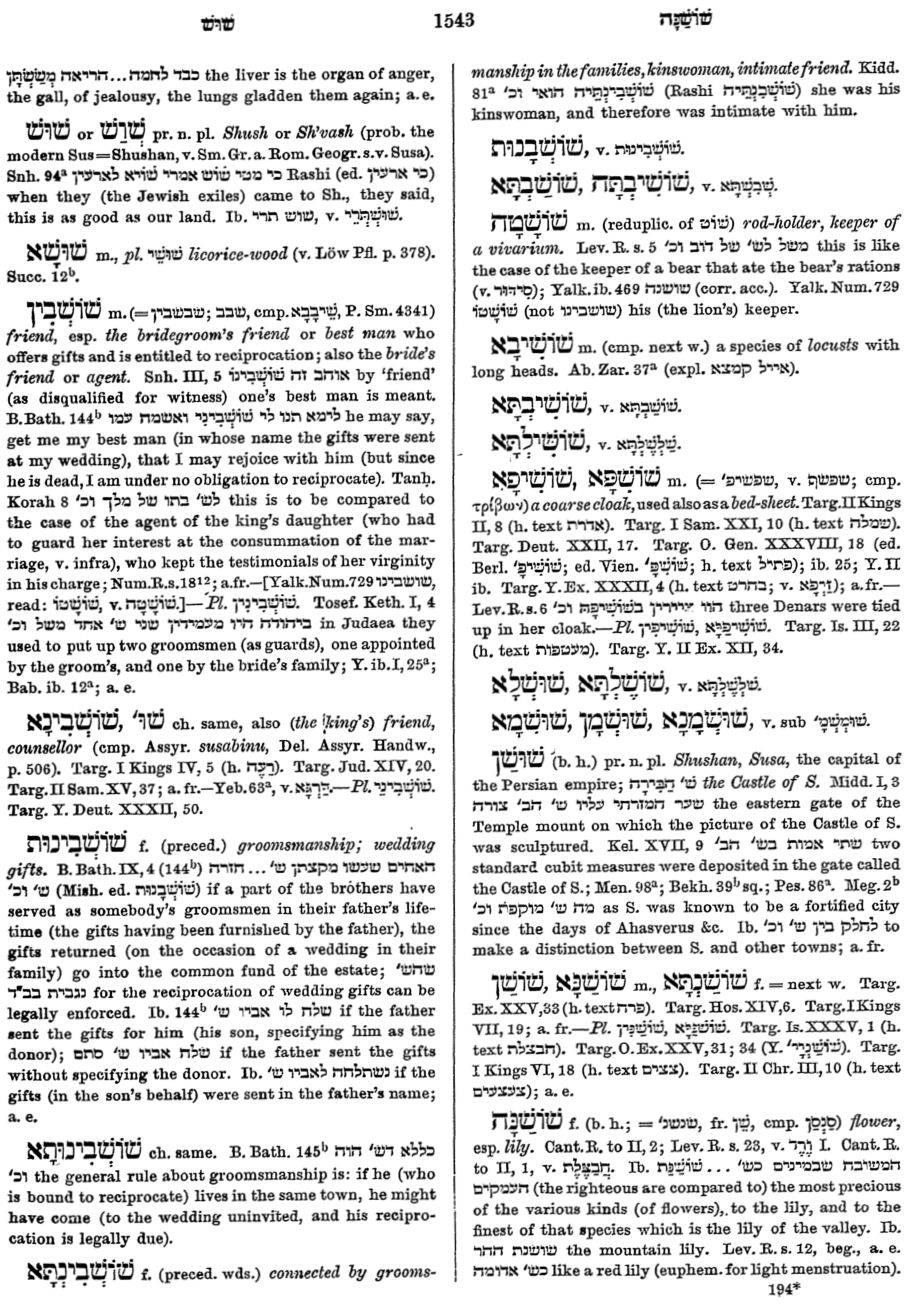 שׁוּשׁ
1543
שׁוֹשַׁנָּה
כבד לחמה... הריאה מְשַׂשְׂתָּן the liver is the organ of anger,
the gall, of jealousy, the lungs gladden them again; a. e.
שׁוּשׁ or שְׁוַשׁ pr. n. pl. Shush or Sh'vash (prob. the
modern Sus=Shushan, v. Sm. Gr. a. Rom. Geogr. s.v. Susa).
Snh. 94ᵃ כי מטי שוש אמרי שויא לארעין Rashi (ed. כי ארעין)
when they (the Jewish exiles) came to Sh., they said,
this is as good as our land. Ib. שוש תרי, v. שׁוּשְׁתְּרֵי.
שׁוּשָׁא m., pl. שׁוּשֵׁי licorice-wood (v. Löw Pfl. p. 378).
Succ. 12ᵇ.
שׁוֹשְׁבִין m. (=שבשבין; שבב, cmp. שֵׁיבָבָא, P. Sm. 4341)
friend, esp. the bridegroom's friend or best man who
offers gifts and is entitled to reciprocation; also the bride's
friend or agent. Snh. III, 5 אוהב זה שׁוֹשְׁבִינוֹ by 'friend'
(as disqualified for witness) one's best man is meant.
B. Bath. 144ᵇ לימא תנו לי שׁוֹשְׁבִינִי ואשמח עמו he may say,
get me my best man (in whose name the gifts were sent
at my wedding), that I may rejoice with him (but since
he is dead, I am under no obligation to reciprocate). Tanḥ.
Korah 8 לש' בתו של מלך וכ' this is to be compared to
the case of the agent of the king's daughter (who had
to guard her interest at the consummation of the mar-
riage, v. infra), who kept the testimonials of her virginity
in his charge; Num. R. s. 18¹²; a. fr.—[Yalk. Num. 729 שושבינו,
read: שׁוֹשָׁטוֹ, v. שׁוֹשָׁטָה.]—Pl. שׁוֹשְׁבִינִין. Tosef. Keth. I, 4
ביהודה היו מעמידין שני ש' אחד משל וכ' in Judaea they
used to put up two groomsmen (as guards), one appointed
by the groom's, and one by the bride's family; Y. ib. I, 25ᵃ;
Bab. ib. 12ᵃ; a. e.
שׁוֹשְׁבִינָא, שׁוּ' ch. same, also (the king's) friend,
counsellor (cmp. Assyr. susabinu, Del. Assyr. Handw.,
p. 506). Targ. I Kings IV, 5 (h. רֵעֶה). Targ. Jud. XIV, 20.
Targ. II Sam. XV, 37; a. fr.—Yeb. 63ᵃ, v. דַּרְגָּא.—Pl. שׁוֹשְׁבִינֵי.
Targ. Y. Deut. XXXII, 50.
שׁוֹשְׁבִינוּת f. (preced.) groomsmanship; wedding
gifts. B. Bath. IX, 4 (144ᵇ) האחים שעשו מקצתן ש' ... חזרה
ש' וכ' (Mish. ed. שׁוֹשְׁבָנוּת) if a part of the brothers have
served as somebody's groomsmen in their father's life-
time (the gifts having been furnished by the father), the
gifts returned (on the occasion of a wedding in their
family) go into the common fund of the estate; שהש'
נגבית בב"ד for the reciprocation of wedding gifts can be
legally enforced. Ib. 144ᵇ שלח לו אביו ש' if the father
sent the gifts for him (his son, specifying him as the
donor); שלח אביו ש' סתם if the father sent the gifts
without specifying the donor. Ib. נשתלחה לאביו ש' if the
gifts (in the son's behalf) were sent in the father's name;
a. e.
שׁוֹשְׁבִינוּתָא ch. same. B. Bath. 145ᵇ כללא דש' הוה
וכ' the general rule about groomsmanship is: if he (who
is bound to reciprocate) lives in the same town, he might
have come (to the wedding uninvited, and his recipro-
cation is legally due).
שׁוֹשְׁבִינְתָּא f. (preced. wds.) connected by grooms-
manship in the families, kinswoman, intimate friend. Kidd.
81ᵃ שׁוֹשְׁבִינְתֵּיה הואי וכ' (Rashi שׁוֹשְׁבַנְתֵּיה) she was his
kinswoman, and therefore was intimate with him.
שׁוֹשְׁבָנוּת, v. שׁוֹשְׁבִינוּת.
שׁוֹשִׁיבְתָּה, שׁוֹשַׁבְתָּא, v. שְׁבִשְׁתָּא.
שׁוֹשָׁטָה m. (reduplic. of שׁוֹט) rod-holder, keeper of
a vivarium. Lev. R. s. 5 משל לש' של דוב וכ' this is like
the case of the keeper of a bear that ate the bear's rations
(v. סִידּוּר); Yalk. ib. 469 שושנה (corr. acc.). Yalk. Num. 729
שׁוֹשָׁטוֹ (not שושבינו) his (the lion's) keeper.
שׁוֹשִׁיבָא m. (cmp. next w.) a species of locusts with
long heads. Ab. Zar. 37ᵃ (expl. אייל קמצא).
שׁוֹשִׁיבְתָּא, v. שׁוֹשַׁבְתָּא.
שׁוֹשִׁילְתָּא, v. שַׁלְשֶׁלְתָּא.
שׁוֹשִׁיפָא, שׁוֹשְׁפָּא m. (= שפשיפ', v. שפשף; cmp.
τρίβων) a coarse cloak, used also as a bed-sheet. Targ. II Kings
II, 8 (h. text אדרת). Targ. I Sam. XXI, 10 (h. text שמלה).
Targ. Deut. XXII, 17. Targ. O. Gen. XXXVIII, 18 (ed.
Berl. שׁוֹשִׁיפָּ'; ed. Vien. שׁוֹשְׁפָּ'; h. text פתיל); ib. 25; Y. II
ib. Targ. Y. Ex. XXXII, 4 (h. text בחרט; v. זֵיפָא); a. fr.—
Lev. R. s. 6 הוו צייירין בשׁוֹשִׁיפָּהּ וכ' three Denars were tied
up in her cloak.—Pl. שׁוֹשִׁיפַיָּא, שׁוֹשִׁיפִין. Targ. Is. III, 22
(h. text מעטפות). Targ. Y. II Ex. XII, 34.
שׁוֹשֶׁלְתָּא, שׁוּשְׁלָא, v. שַׁלְשֶׁלְתָּא.
שׁוּשְׁמָנָא, שׁוּשְׁמָן, שׁוּשְׁמָא, v. sub שׁוּמְשְׁמָ'.
שׁוּשַׁן (b. h.) pr. n. pl. Shushan, Susa, the capital of
the Persian empire; ש' הַבִּירָה the Castle of S. Midd. I, 3
שער המזרחי עליו ש' הב' צורה the eastern gate of the
Temple mount on which the picture of the Castle of S.
was sculptured. Kel. XVII, 9 שתי אמות בש' הב' two
standard cubit measures were deposited in the gate called
the Castle of S.; Men. 98ᵃ; Bekh. 39ᵇ sq.; Pes. 86ᵃ. Meg. 2ᵇ
מה ש' מוקפת וכ' as S. was known to be a fortified city
since the days of Ahasverus &c. Ib. לחלק בין ש' וכ' to
make a distinction between S. and other towns; a. fr.
שׁוֹשַׁן, שׁוֹשַׁנָּא m., שׁוֹשַׁנְתָּא f. = next w. Targ.
Ex. XXV, 33 (h. text פרח). Targ. Hos. XIV, 6. Targ. I Kings
VII, 19; a. fr.—Pl. שׁוֹשַׁנִּין, שׁוֹשַׁנַּיָּא. Targ. Is. XXXV, 1 (h.
text חבצלת). Targ. O. Ex. XXV, 31; 34 (Y. שׁוֹשַׁנֶּי'). Targ.
I Kings VI, 18 (h. text צצים). Targ. II Chr. III, 10 (h. text
צעצעים); a. e.
שׁוֹשַׁנָּה f. (b. h.; = שנשנ', fr. שֵׁן, cmp. סַנְסַן) flower,
esp. lily. Cant. R. to II, 2; Lev. R. s. 23, v. וֶרֶד I. Cant. R.
to II, 1, v. חֲבַצֶּלֶת. Ib. המשובח שבמינים כש' ... שׁוֹשַׁנַּת
העמקים (the righteous are compared to) the most precious
of the various kinds (of flowers), to the lily, and to the
finest of that species which is the lily of the valley. Ib.
שושנת ההר the mountain lily. Lev. R. s. 12, beg., a. e.
כש' אדומה like a red lily (euphem. for light menstruation).
194*